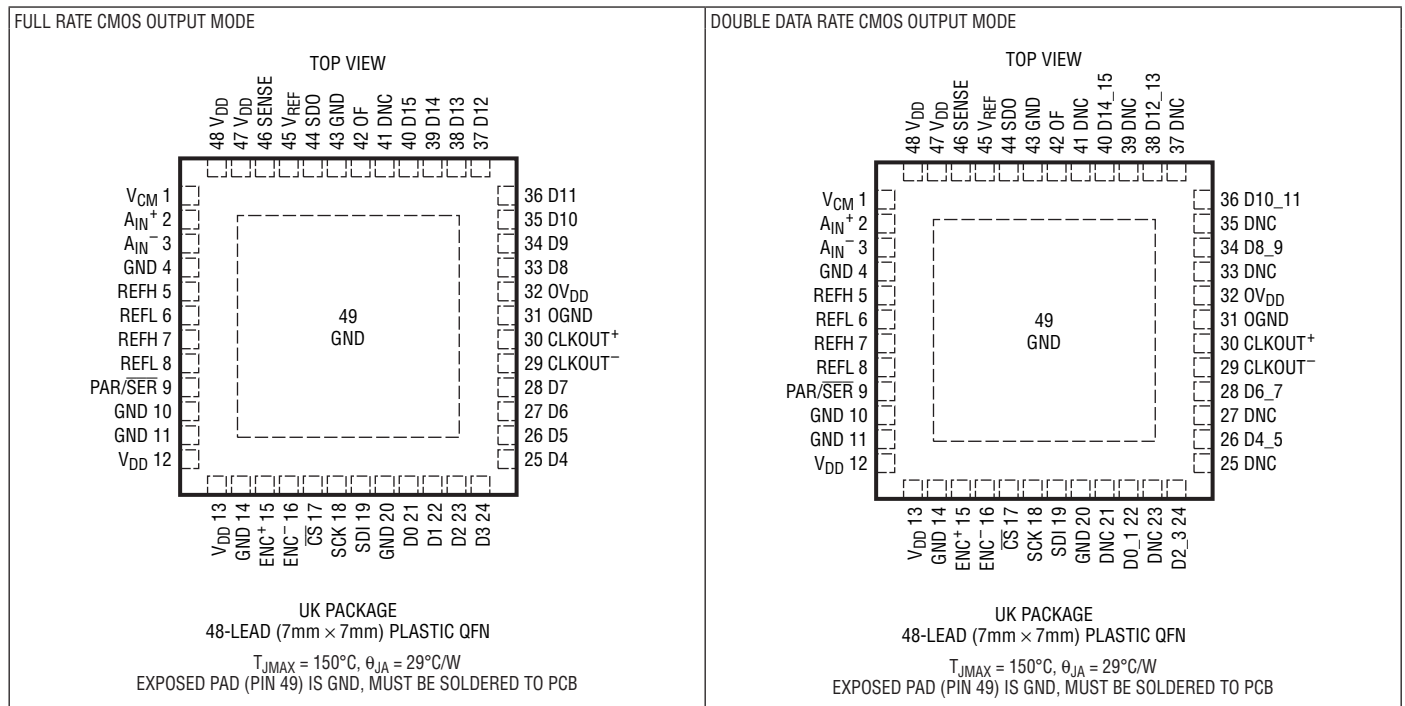 FULL RATE CMOS OUTPUT MODE
TOP VIEW
48 VDD
47 VDD
46 SENSE
45 VREF
44 SDO
43 GND
42 OF
41 DNC
40 D15
39 D14
38 D13
37 D12
VCM 1
AIN+ 2
AIN– 3
GND 4
REFH 5
REFL 6
REFH 7
REFL 8
PAR/SER 9
GND 10
GND 11
VDD 12
49
GND
36 D11
35 D10
34 D9
33 D8
32 OVDD
31 OGND
30 CLKOUT+
29 CLKOUT–
28 D7
27 D6
26 D5
25 D4
VDD 13
GND 14
ENC+ 15
ENC– 16
CS 17
SCK 18
SDI 19
GND 20
D0 21
D1 22
D2 23
D3 24
UK PACKAGE
48-LEAD (7mm × 7mm) PLASTIC QFN
TJMAX = 150°C, θJA = 29°C/W
EXPOSED PAD (PIN 49) IS GND, MUST BE SOLDERED TO PCB
DOUBLE DATA RATE CMOS OUTPUT MODE
TOP VIEW
48 VDD
47 VDD
46 SENSE
45 VREF
44 SDO
43 GND
42 OF
41 DNC
40 D14_15
39 DNC
38 D12_13
37 DNC
VCM 1
AIN+ 2
AIN– 3
GND 4
REFH 5
REFL 6
REFH 7
REFL 8
PAR/SER 9
GND 10
GND 11
VDD 12
49
GND
36 D10_11
35 DNC
34 D8_9
33 DNC
32 OVDD
31 OGND
30 CLKOUT+
29 CLKOUT–
28 D6_7
27 DNC
26 D4_5
25 DNC
VDD 13
GND 14
ENC+ 15
ENC– 16
CS 17
SCK 18
SDI 19
GND 20
DNC 21
D0_1 22
DNC 23
D2_3 24
UK PACKAGE
48-LEAD (7mm × 7mm) PLASTIC QFN
TJMAX = 150°C, θJA = 29°C/W
EXPOSED PAD (PIN 49) IS GND, MUST BE SOLDERED TO PCB